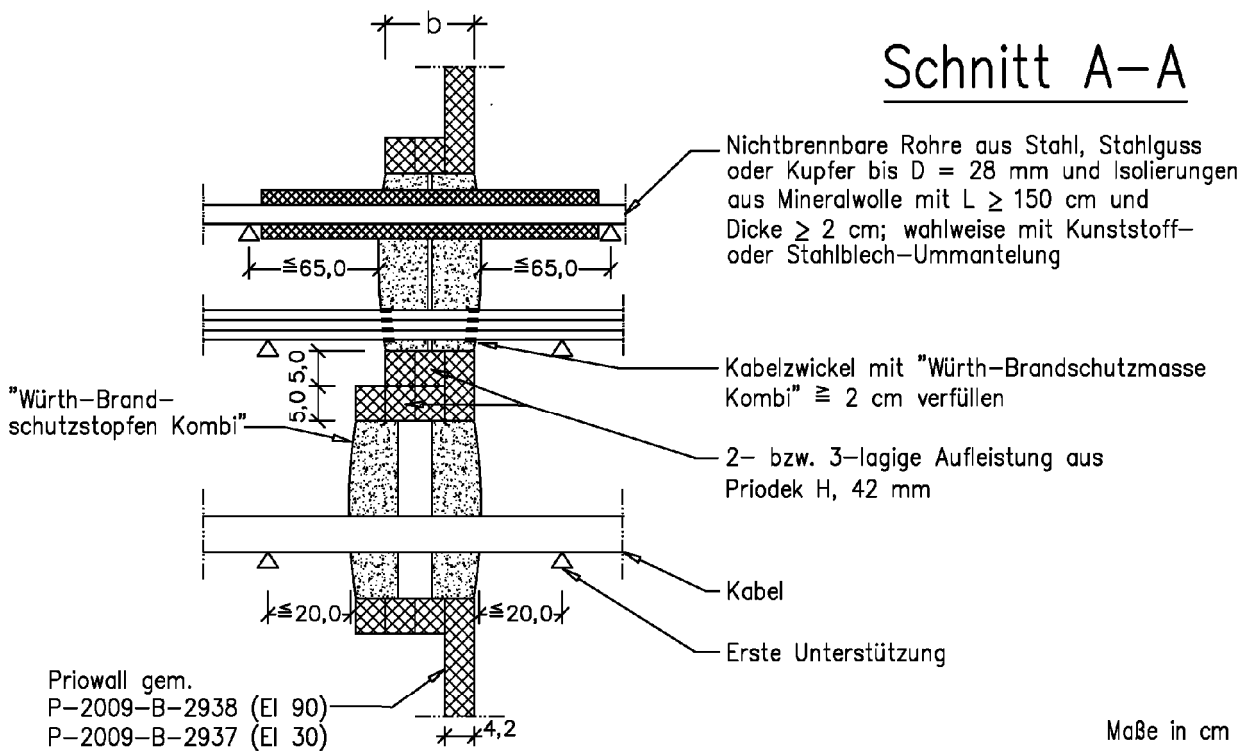 b
Schnitt A-A
Nichtbrennbare Rohre aus Stahl, Stahlguss
oder Kupfer bis D = 28 mm und Isolierungen
aus Mineralwolle mit L ≥ 150 cm und
Dicke ≥ 2 cm; wahlweise mit Kunststoff-
oder Stahlblech-Ummantelung
≦65,0
≦65,0
5,0
5,0
Kabelzwickel mit "Würth-Brandschutzmasse
Kombi" ≧ 2 cm verfüllen
"Würth-Brand-
schutzstopfen Kombi"
2- bzw. 3-lagige Aufleistung aus
Priodek H, 42 mm
Kabel
≦20,0
≦20,0
Erste Unterstützung
Priowall gem.
P-2009-B-2938 (EI 90)
P-2009-B-2937 (EI 30)
4,2
Maße in cm